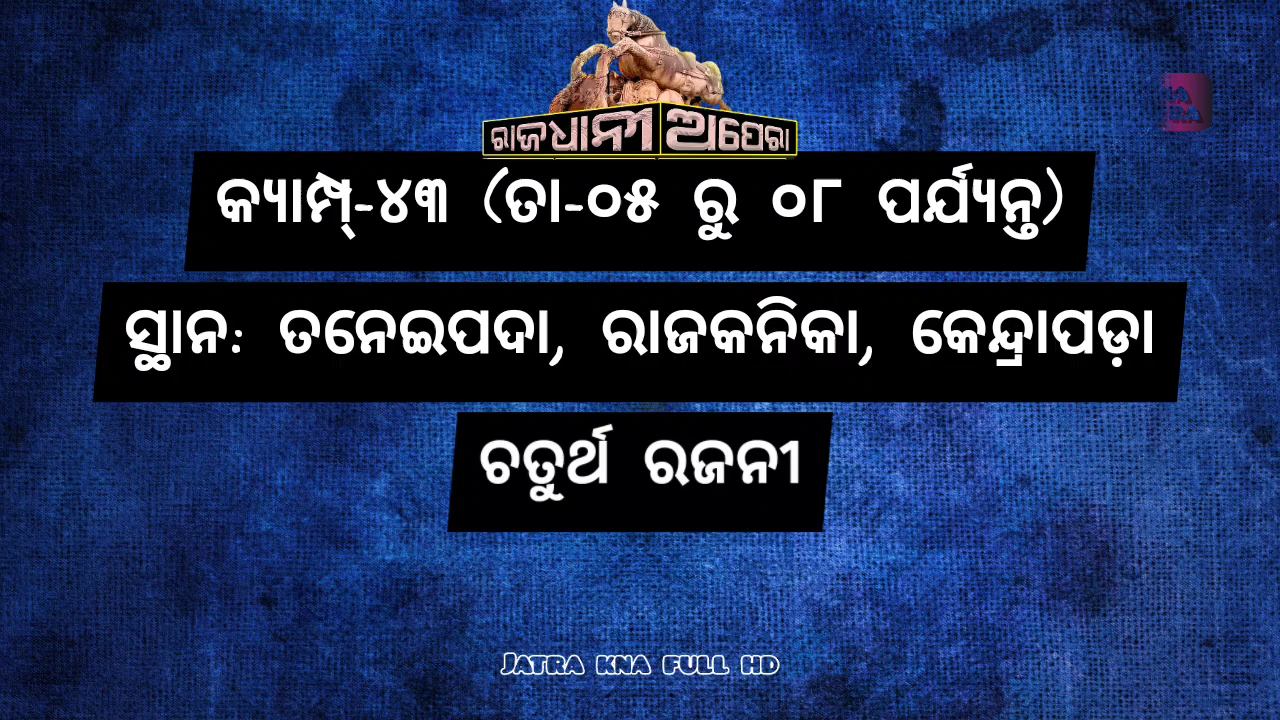 ରାଜଧାନୀ ଅପେରା
କ୍ୟାମ୍ପ୍-୪୩ (ତା-୦୫ ରୁ ୦୮ ପର୍ଯ୍ୟନ୍ତ)
ସ୍ଥାନ: ତନେଇପଦା, ରାଜକନିକା, କେନ୍ଦ୍ରାପଡ଼ା
ଚତୁର୍ଥ ରଜନୀ
JATRA KNA FULL HD